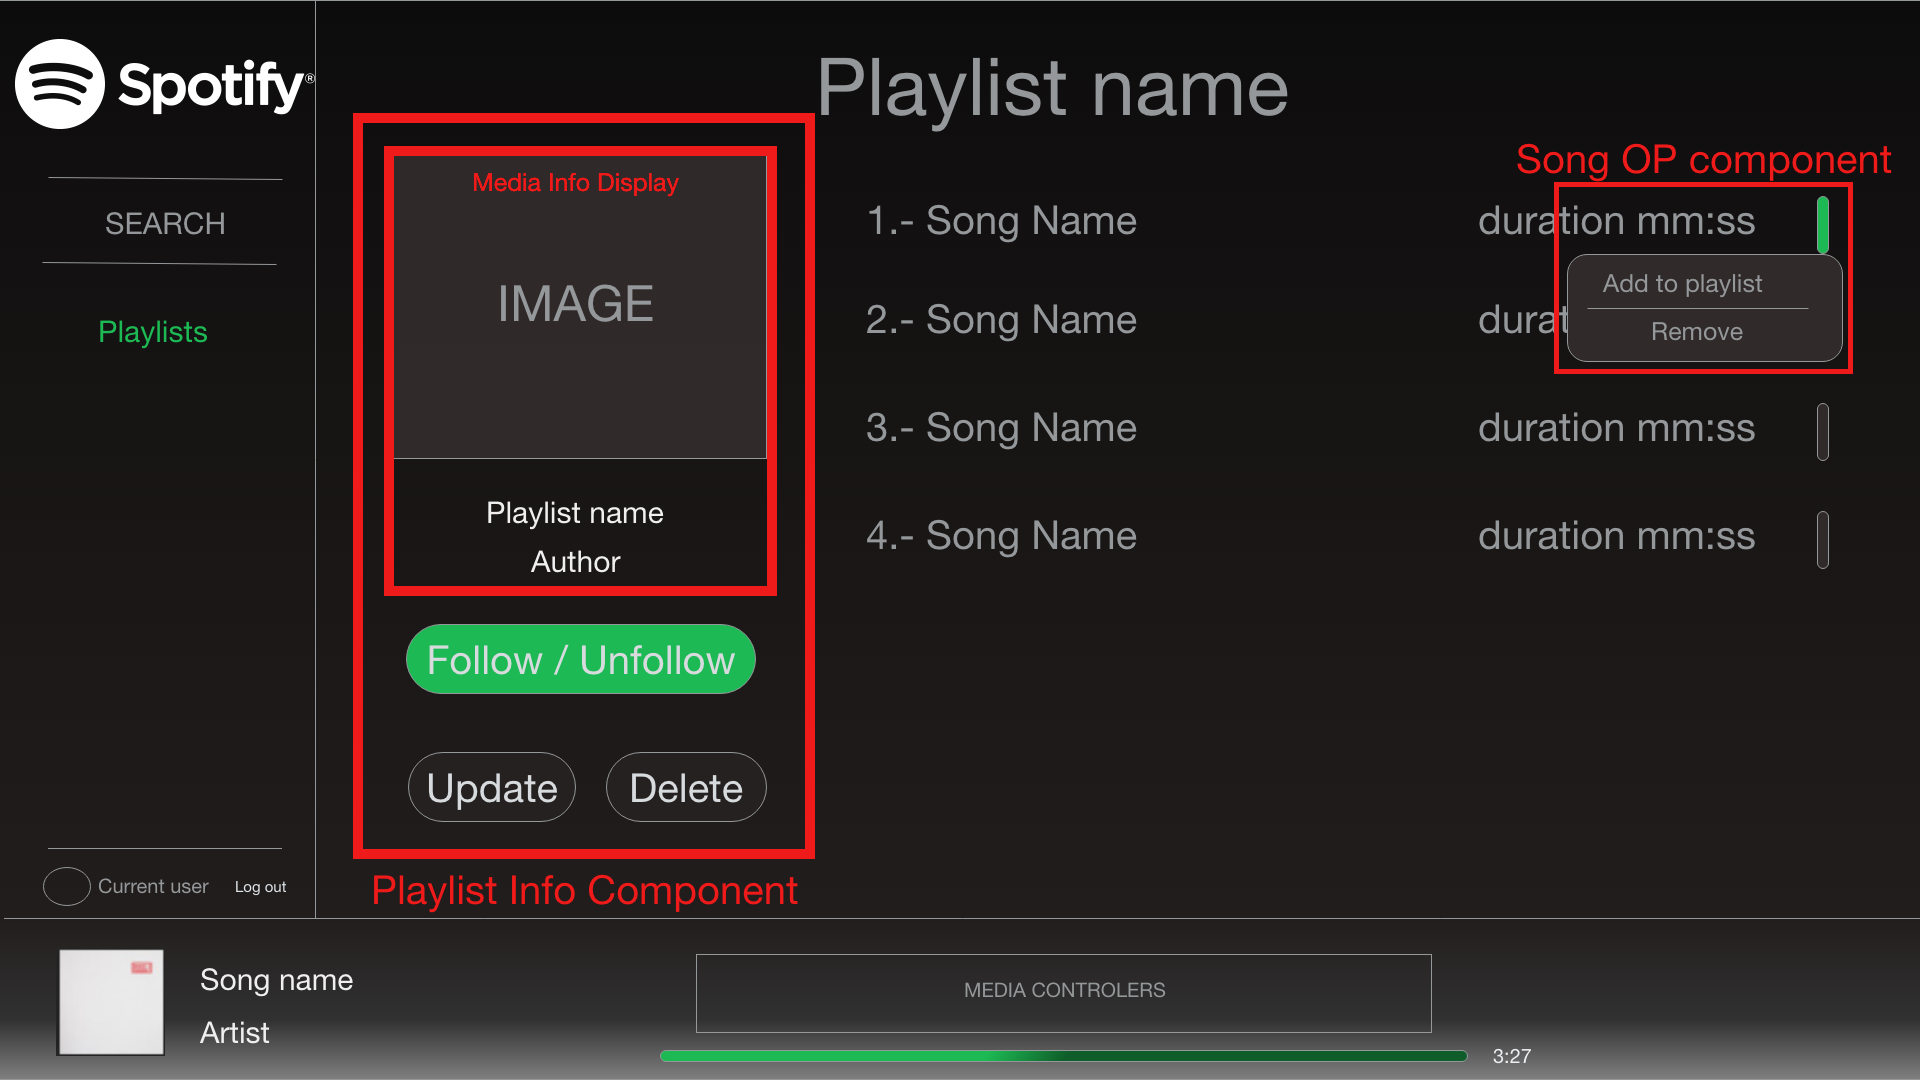 Spotify®
SEARCH
Playlists
Current user
Log out
Playlist name
Media Info Display
IMAGE
Playlist name
Author
Follow / Unfollow
Update
Delete
Playlist Info Component
Song OP component
1.- Song Name
duration mm:ss
Add to playlist
Remove
2.- Song Name
durat
3.- Song Name
duration mm:ss
4.- Song Name
duration mm:ss
Song name
Artist
MEDIA CONTROLERS
3:27